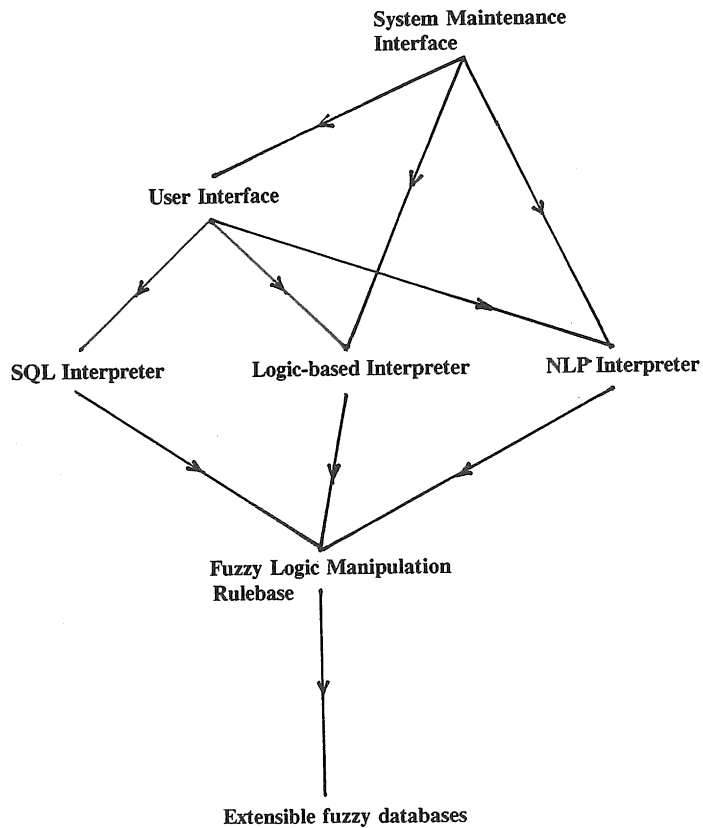 System Maintenance
Interface
User Interface
SQL Interpreter
Logic-based Interpreter
NLP Interpreter
Fuzzy Logic Manipulation
Rulebase
Extensible fuzzy databases